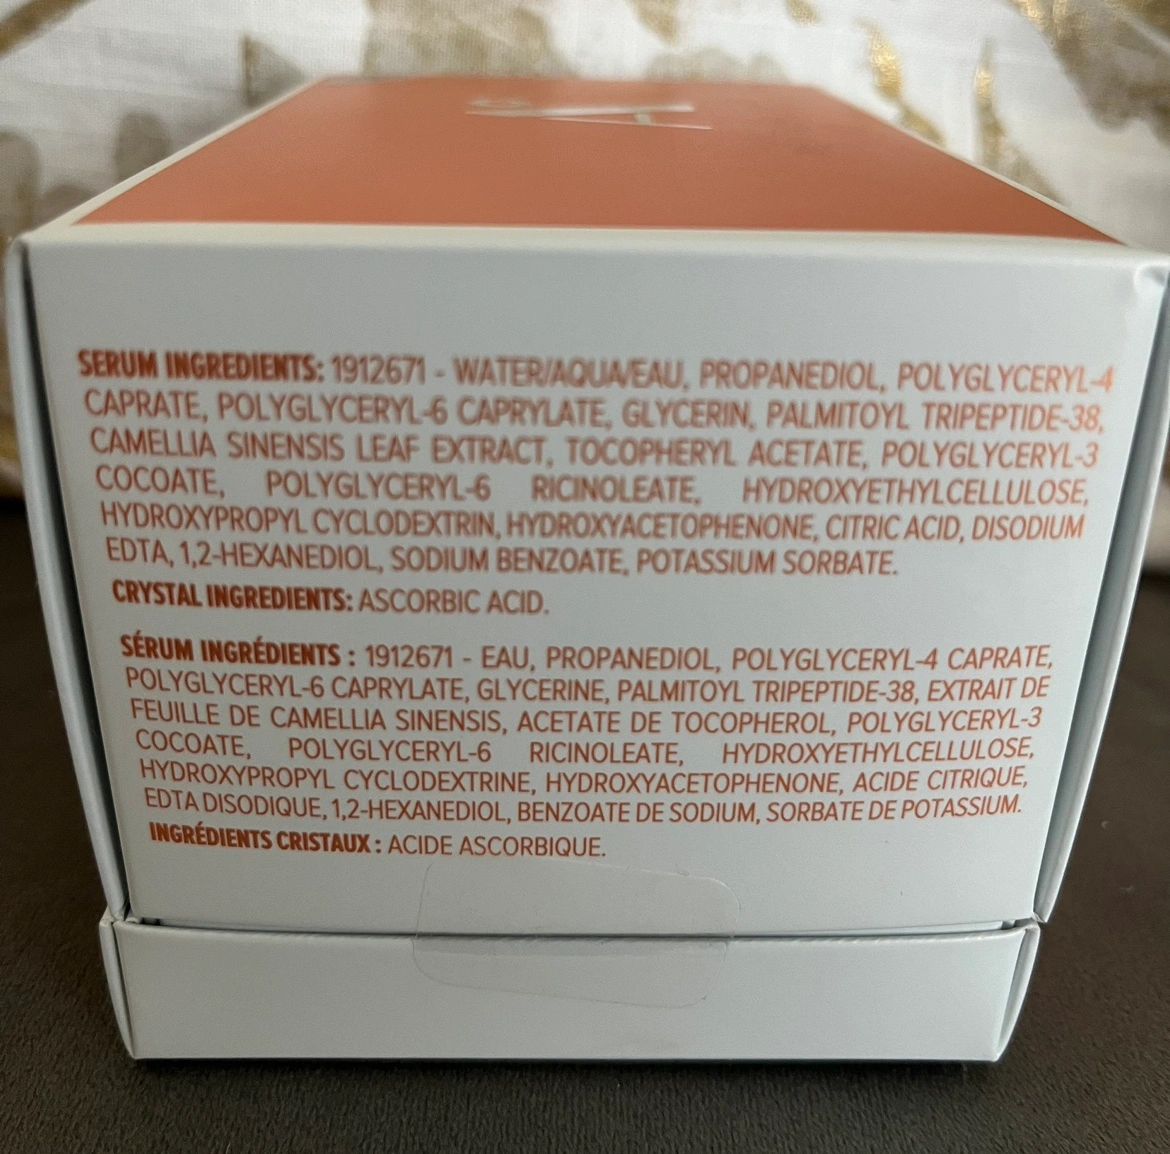 SERUM INGREDIENTS: 1912671 - WATER/AQUA/EAU, PROPANEDIOL, POLYGLYCERYL-4
CAPRATE, POLYGLYCERYL-6 CAPRYLATE, GLYCERIN, PALMITOYL TRIPEPTIDE-38,
CAMELLIA SINENSIS LEAF EXTRACT, TOCOPHERYL ACETATE, POLYGLYCERYL-3
COCOATE, POLYGLYCERYL-6 RICINOLEATE, HYDROXYETHYLCELLULOSE,
HYDROXYPROPYL CYCLODEXTRIN, HYDROXYACETOPHENONE, CITRIC ACID, DISODIUM
EDTA, 1,2-HEXANEDIOL, SODIUM BENZOATE, POTASSIUM SORBATE.
CRYSTAL INGREDIENTS: ASCORBIC ACID.
SÉRUM INGRÉDIENTS : 1912671 - EAU, PROPANEDIOL, POLYGLYCERYL-4 CAPRATE,
POLYGLYCERYL-6 CAPRYLATE, GLYCERINE, PALMITOYL TRIPEPTIDE-38, EXTRAIT DE
FEUILLE DE CAMELLIA SINENSIS, ACETATE DE TOCOPHEROL, POLYGLYCERYL-3
COCOATE, POLYGLYCERYL-6 RICINOLEATE, HYDROXYETHYLCELLULOSE,
HYDROXYPROPYL CYCLODEXTRINE, HYDROXYACETOPHENONE, ACIDE CITRIQUE,
EDTA DISODIQUE, 1,2-HEXANEDIOL, BENZOATE DE SODIUM, SORBATE DE POTASSIUM.
INGRÉDIENTS CRISTAUX : ACIDE ASCORBIQUE.